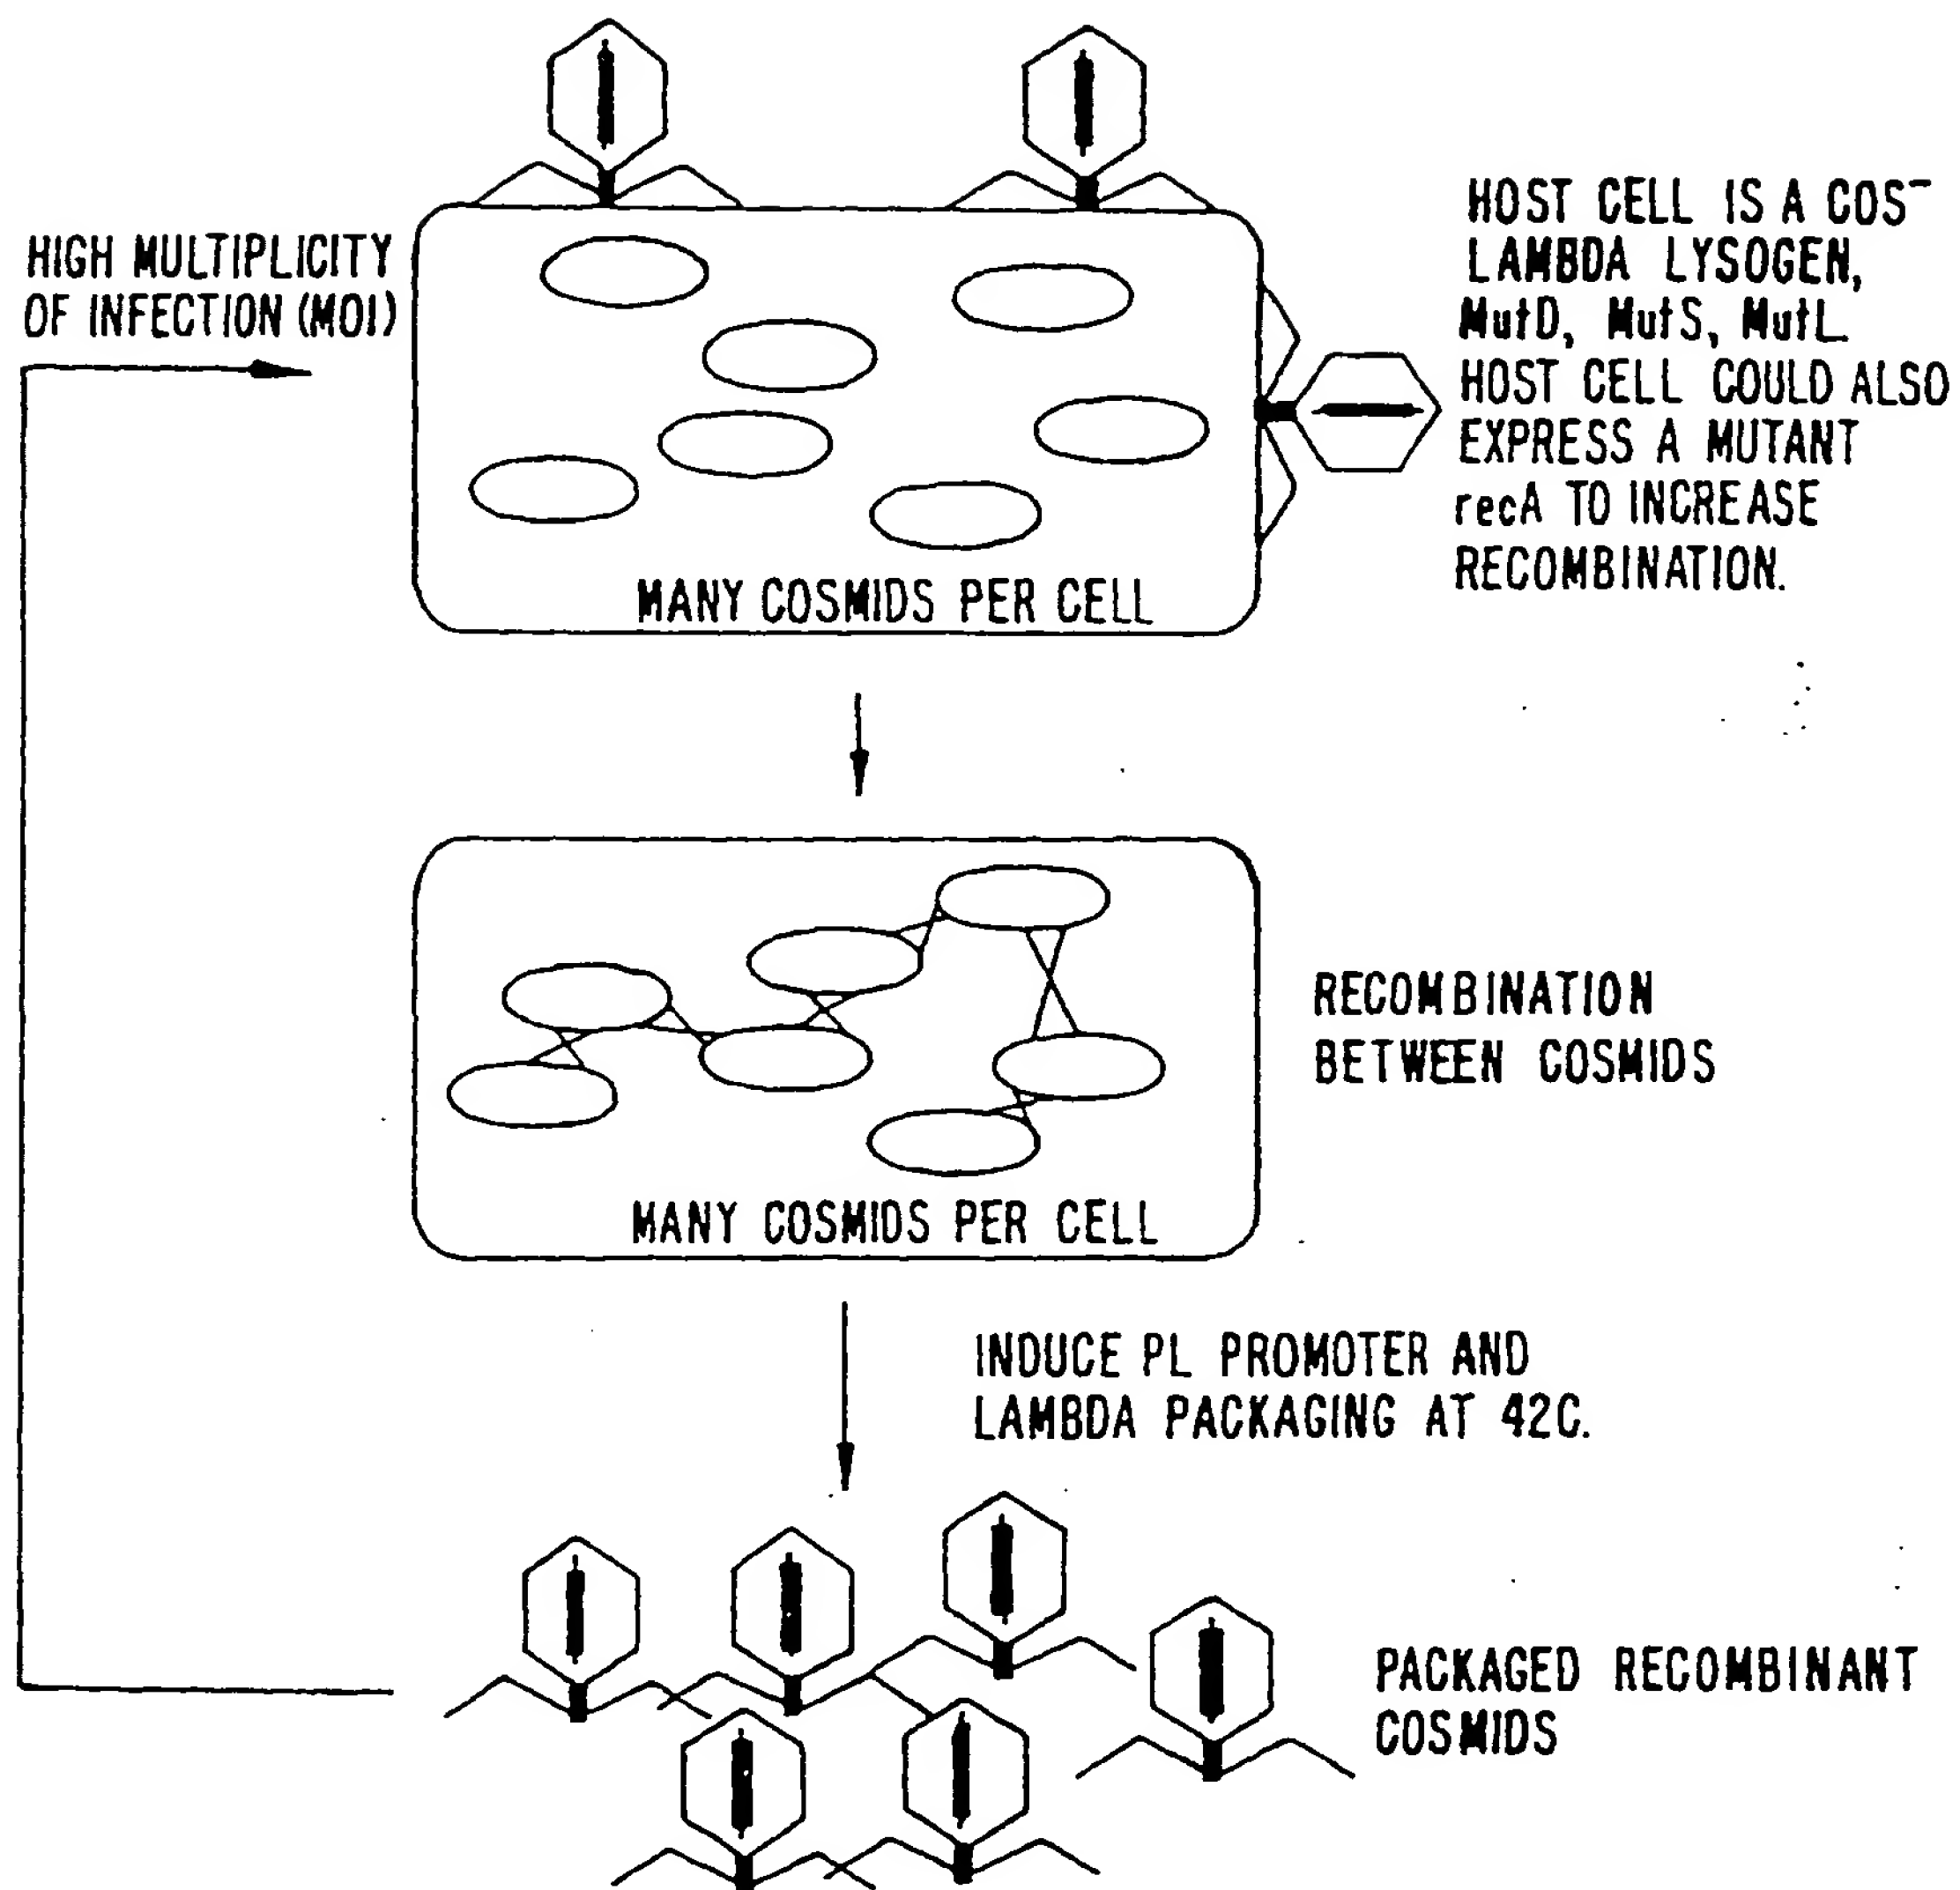 HIGH MULTIPLICITY
OF INFECTION (MOI)
HOST CELL IS A COS⁻
LAMBDA LYSOGEN,
MutD, MutS, MutL
HOST CELL COULD ALSO
EXPRESS A MUTANT
recA TO INCREASE
RECOMBINATION.
MANY COSMIDS PER CELL
RECOMBINATION
BETWEEN COSMIDS
MANY COSMIDS PER CELL
INDUCE PL PROMOTER AND
LAMBDA PACKAGING AT 42C.
PACKAGED RECOMBINANT
COSMIDS